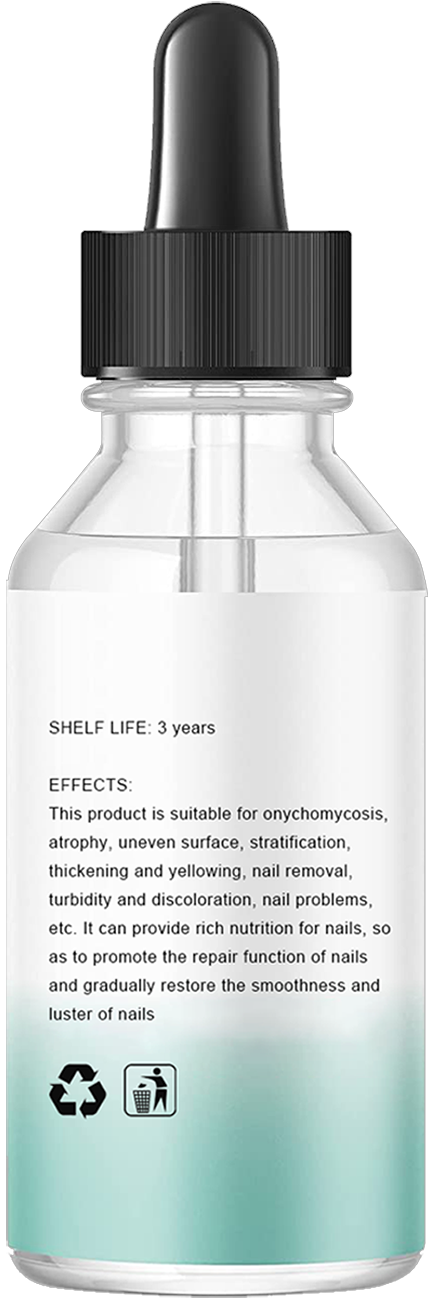 SHELF LIFE: 3 years
EFFECTS:
This product is suitable for onychomycosis,
atrophy, uneven surface, stratification,
thickening and yellowing, nail removal,
turbidity and discoloration, nail problems,
etc. It can provide rich nutrition for nails, so
as to promote the repair function of nails
and gradually restore the smoothness and
luster of nails